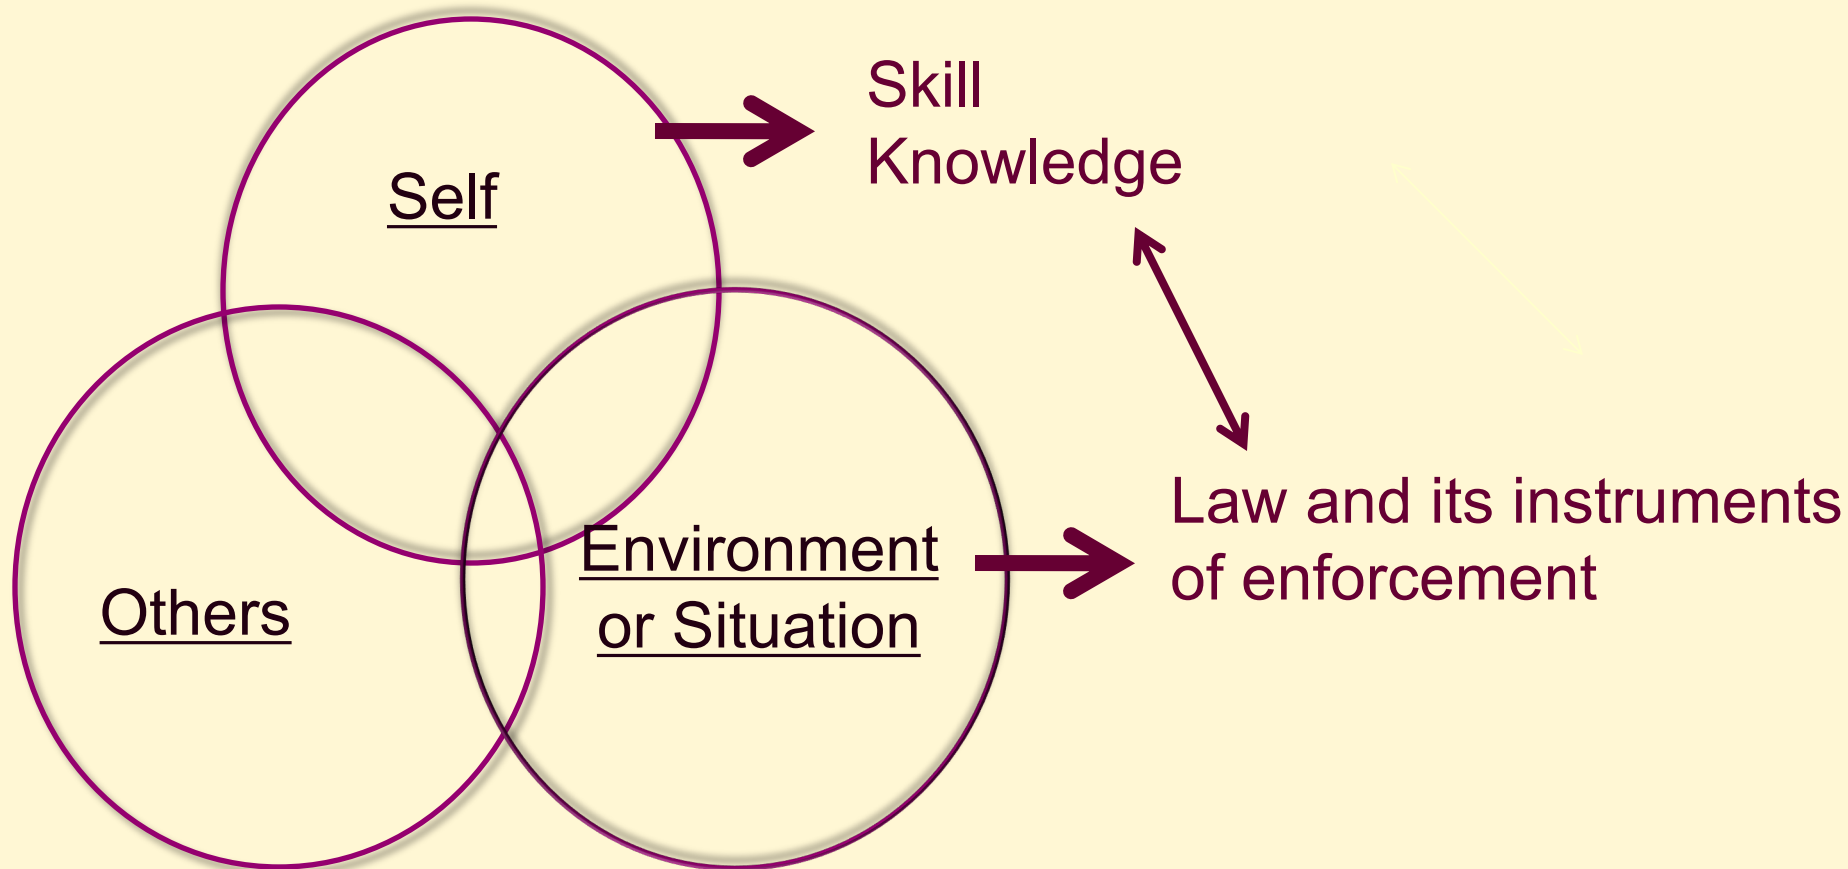 Skill
Knowledge
Self
Environment
or Situation
Others
Law and its instruments
of enforcement